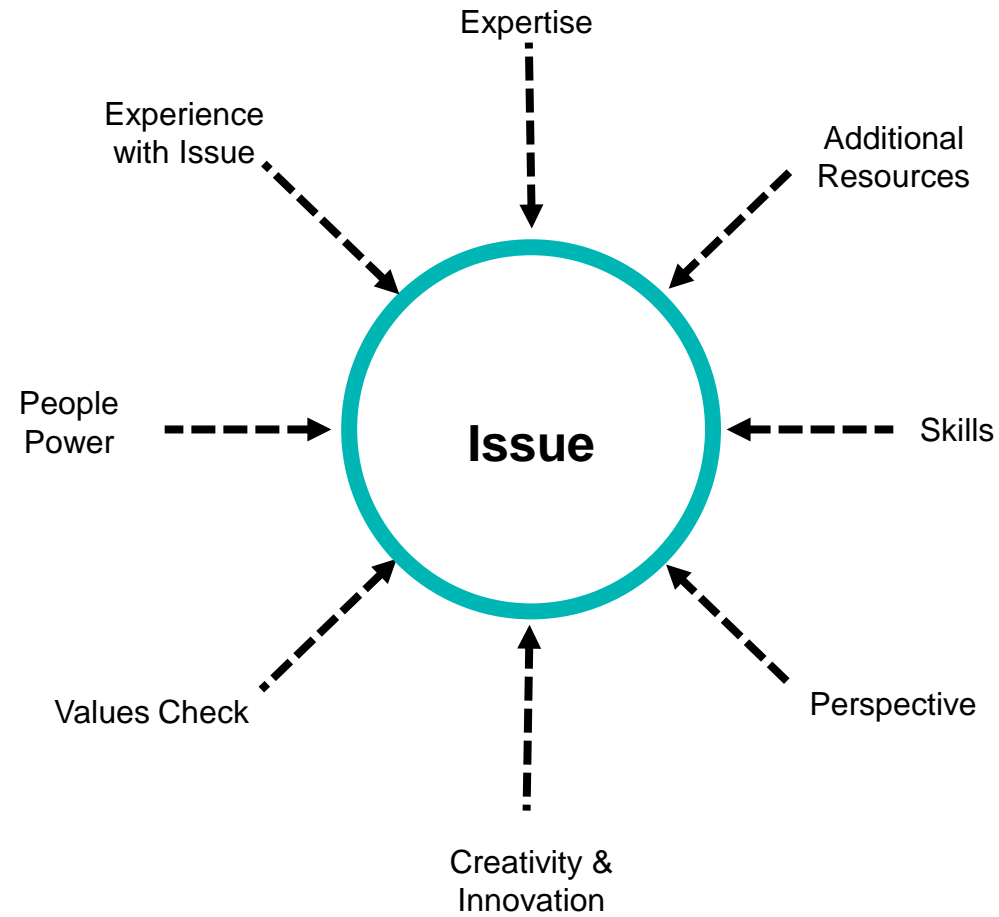 Expertise
Experience
with Issue
Additional
Resources
People
Power
Issue
Skills
Values Check
Perspective
Creativity &
Innovation